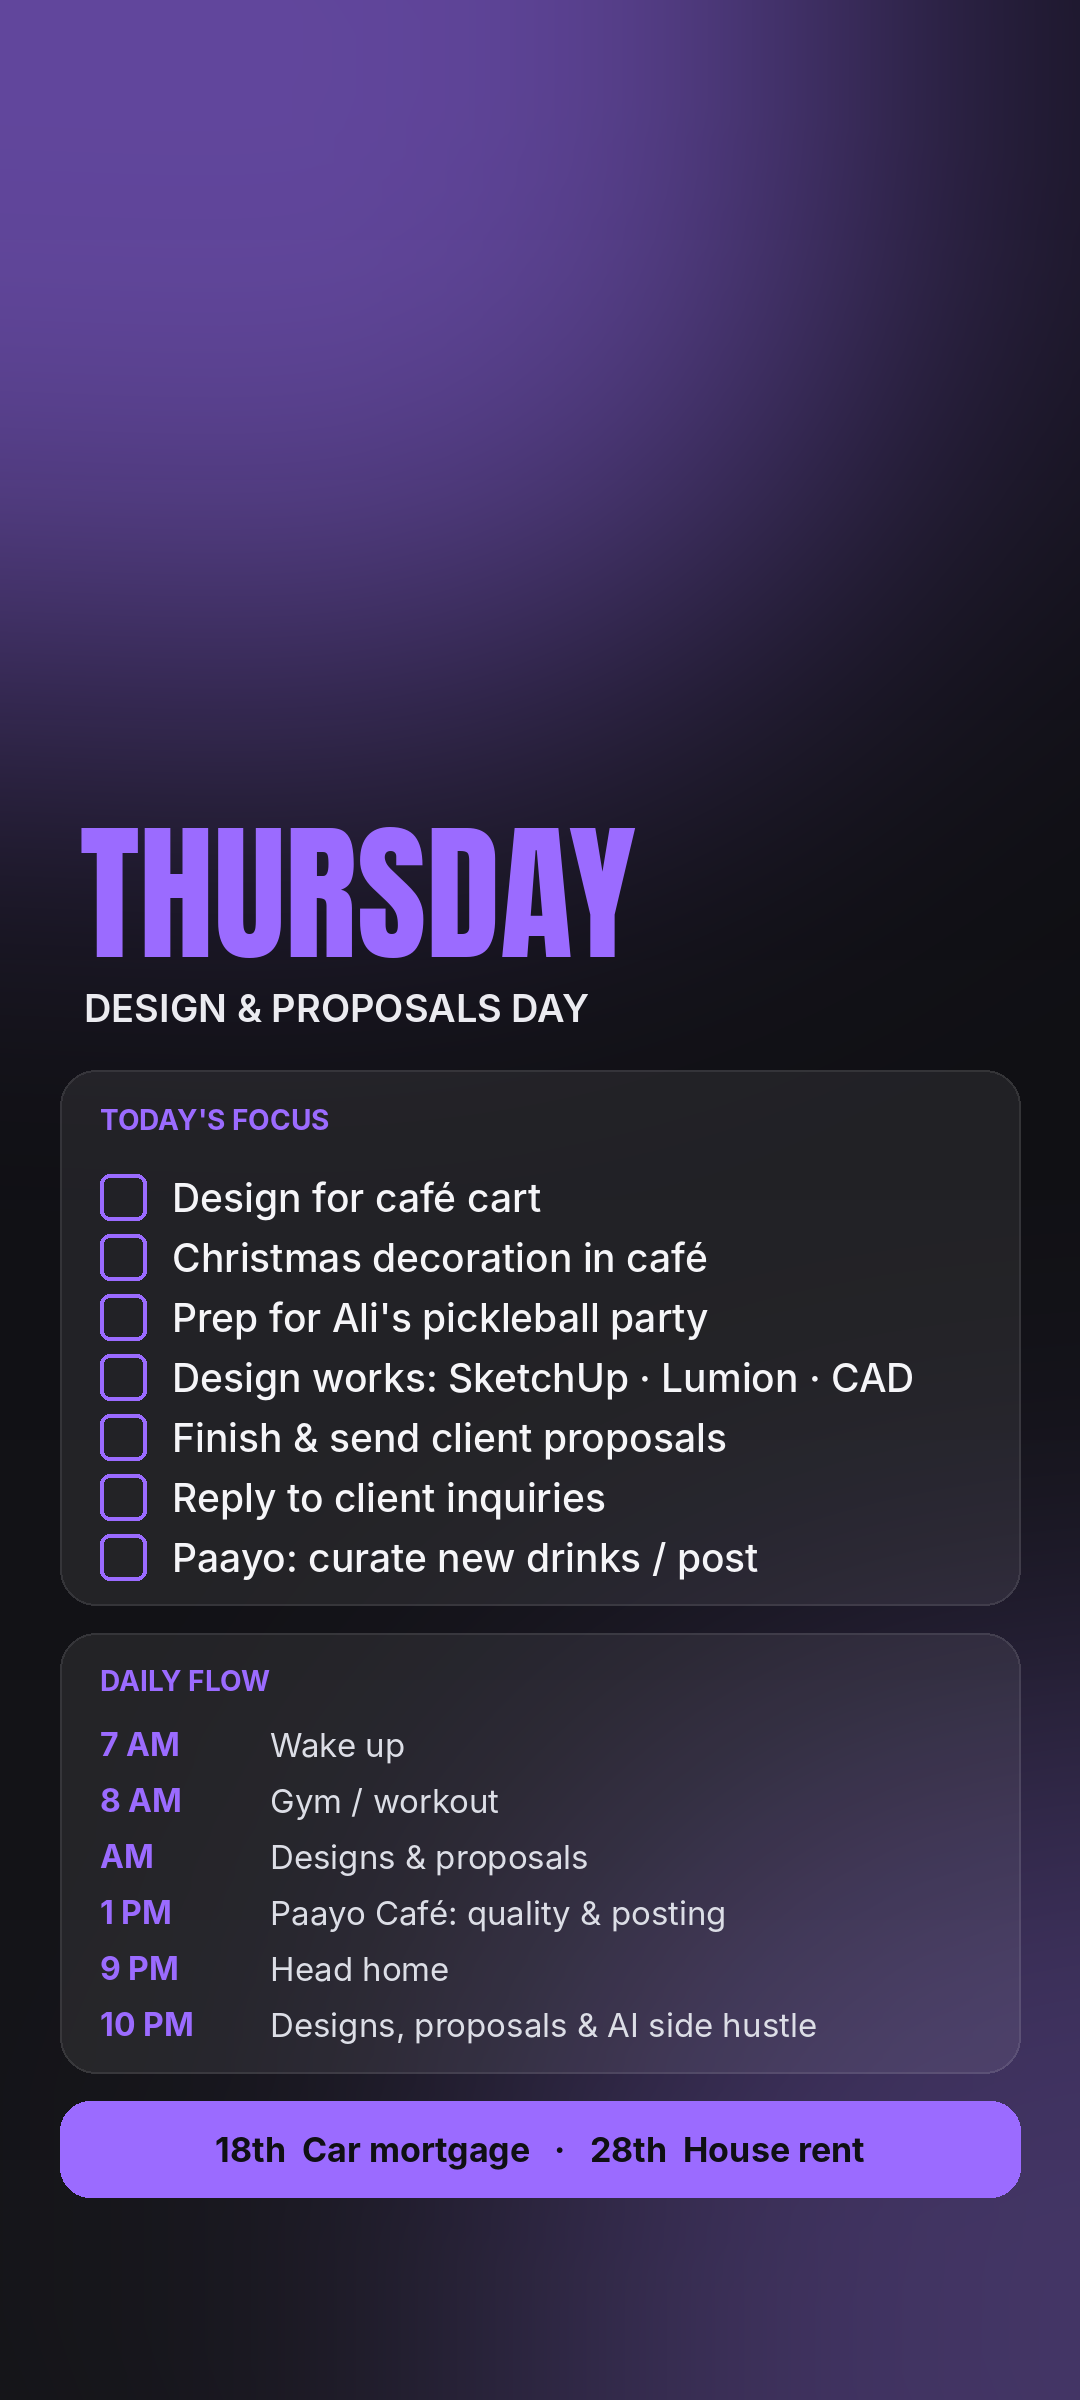 THURSDAY
DESIGN & PROPOSALS DAY
TODAY'S FOCUS
Design for café cart
Christmas decoration in café
Prep for Ali's pickleball party
Design works: SketchUp · Lumion · CAD
Finish & send client proposals
Reply to client inquiries
Paayo: curate new drinks / post
DAILY FLOW
7 AM Wake up
8 AM Gym / workout
AM Designs & proposals
1 PM Paayo Café: quality & posting
9 PM Head home
10 PM Designs, proposals & AI side hustle
18th Car mortgage · 28th House rent